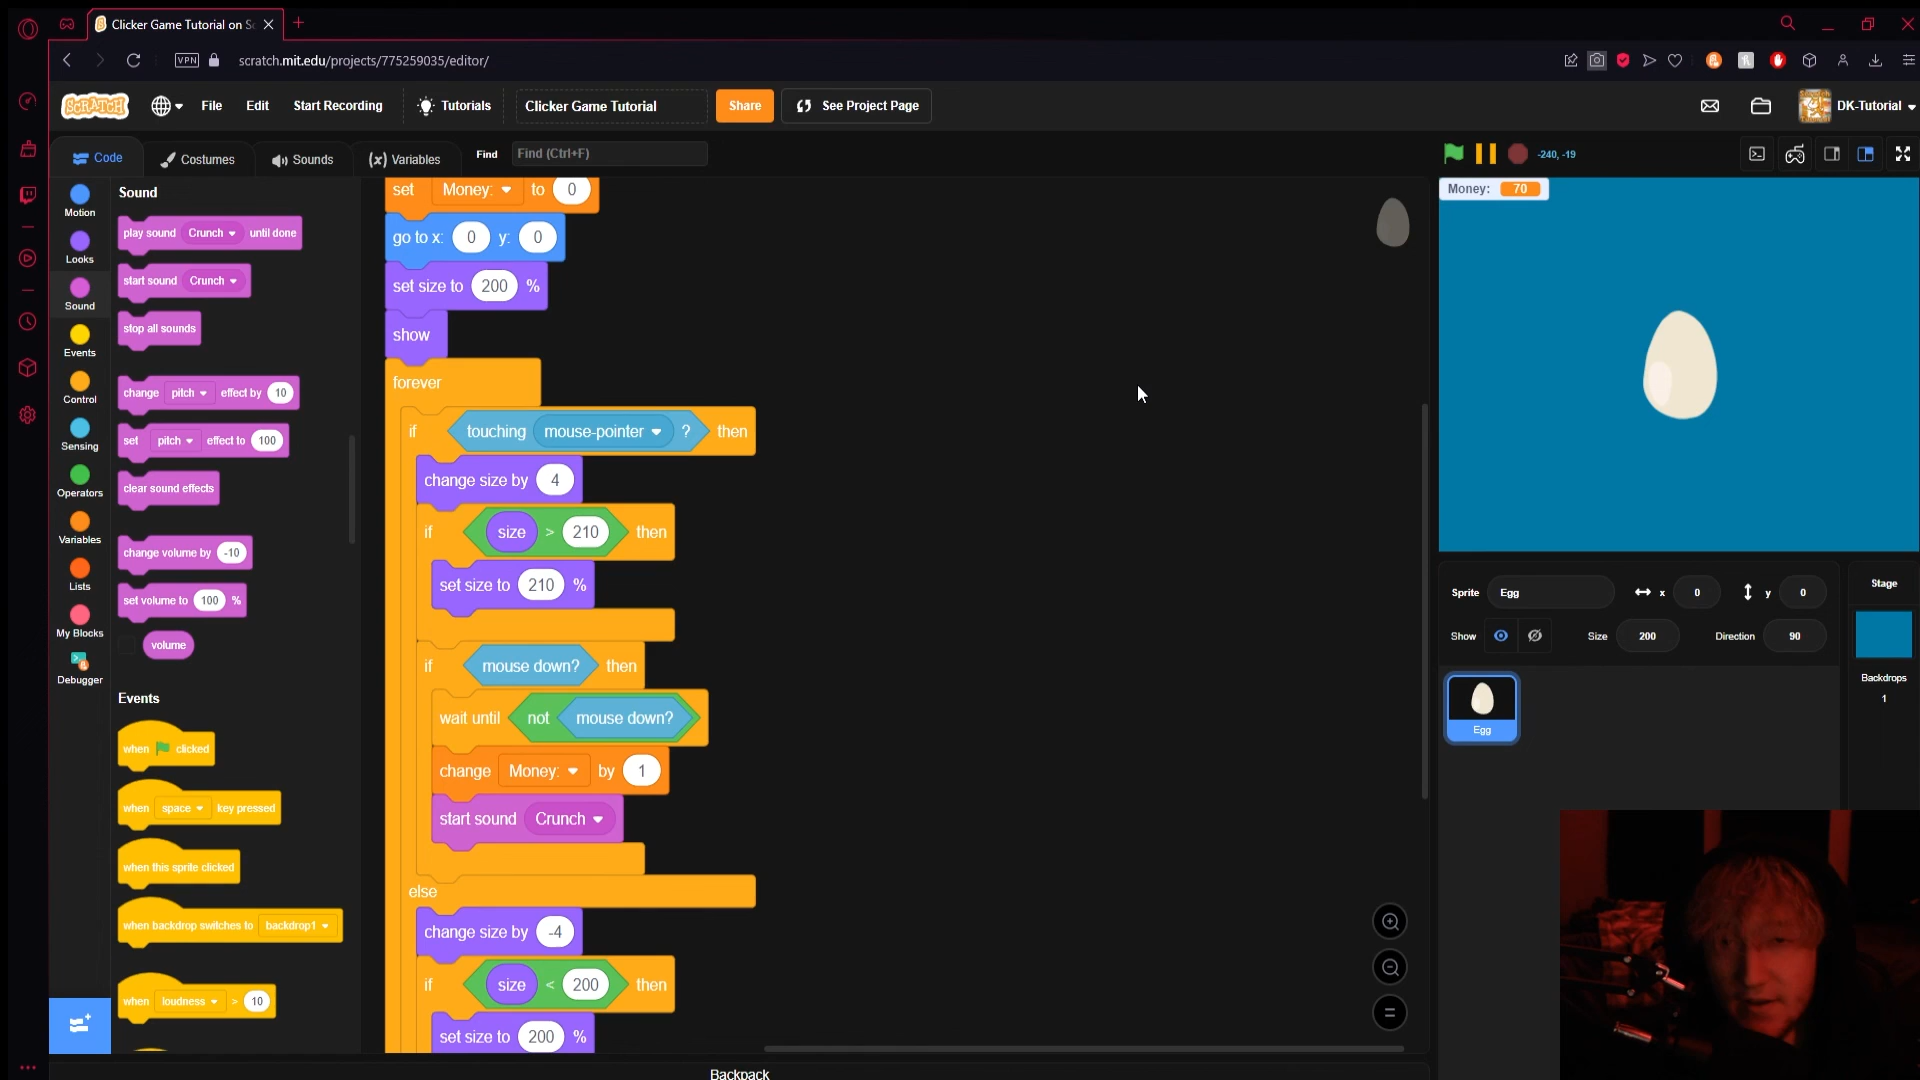 Clicker Game Tutorial on Sc
VPN
scratch.mit.edu/projects/775259035/editor/
SCRATCH
File
Edit
Start Recording
Tutorials
Clicker Game Tutorial
Share
See Project Page
DK-Tutorial
Code
Costumes
Sounds
(x) Variables
Find
Find (Ctrl+F)
-240, -19
Motion
Looks
Sound
Events
Control
Sensing
Operators
Variables
Lists
My Blocks
Debugger
Sound
play sound Crunch until done
start sound Crunch
stop all sounds
change pitch effect by 10
set pitch effect to 100
clear sound effects
change volume by -10
set volume to 100 %
volume
Events
when clicked
when space key pressed
when this sprite clicked
when backdrop switches to backdrop1
when loudness > 10
set Money: to 0
go to x: 0 y: 0
set size to 200 %
show
forever
if touching mouse-pointer ? then
change size by 4
if size > 210 then
set size to 210 %
if mouse down? then
wait until not mouse down?
change Money: by 1
start sound Crunch
else
change size by -4
if size < 200 then
set size to 200 %
Backpack
Money: 70
Sprite Egg x 0 y 0
Show Size 200 Direction 90
Egg
Stage
Backdrops
1